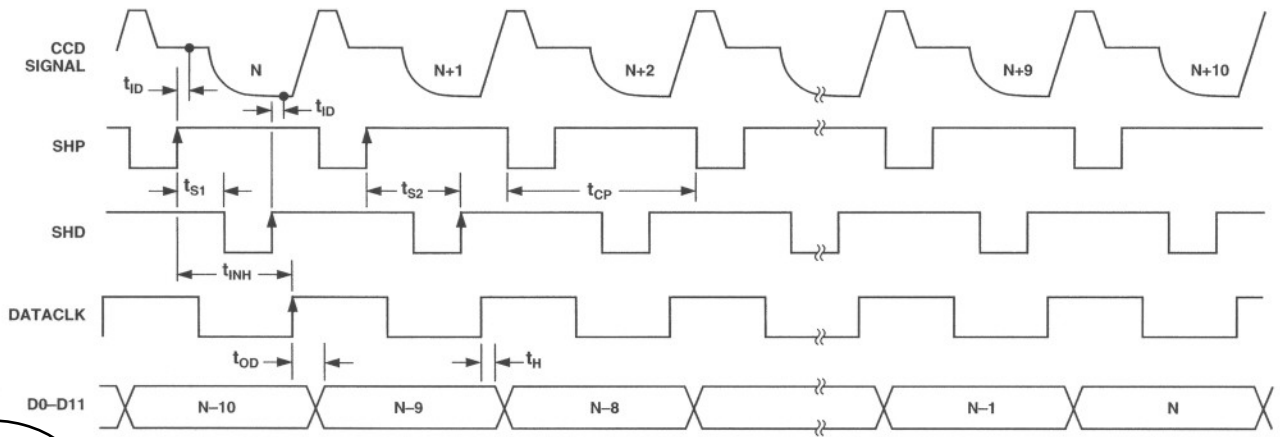 CCD
SIGNAL
N
N+1
N+2
N+9
N+10
tID
tID
SHP
tS1
tS2
tCP
SHD
tINH
DATACLK
tOD
tH
D0–D11
N–10
N–9
N–8
N–1
N